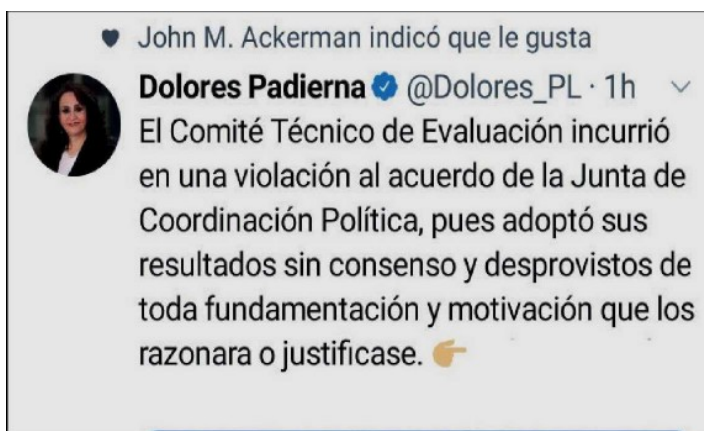 John M. Ackerman indicó que le gusta
Dolores Padierna @Dolores_PL · 1h
El Comité Técnico de Evaluación incurrió
en una violación al acuerdo de la Junta de
Coordinación Política, pues adoptó sus
resultados sin consenso y desprovistos de
toda fundamentación y motivación que los
razonara o justificase. 👉